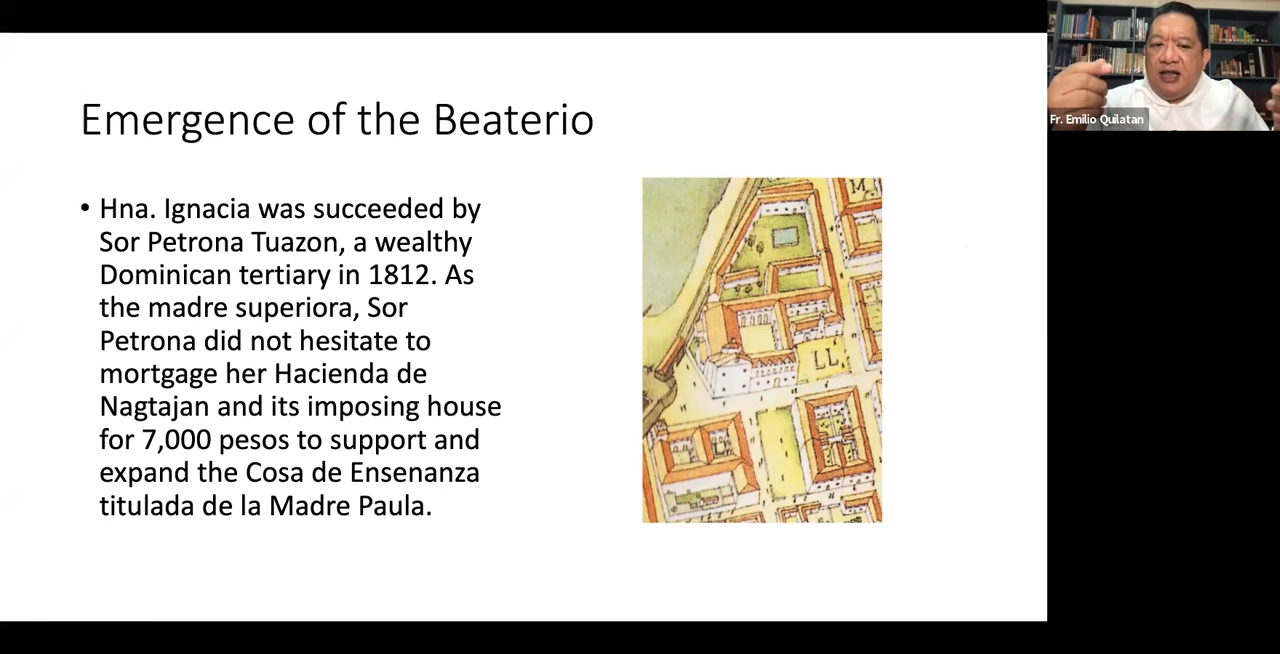 Emergence of the Beaterio
• Hna. Ignacia was succeeded by
Sor Petrona Tuazon, a wealthy
Dominican tertiary in 1812. As
the madre superiora, Sor
Petrona did not hesitate to
mortgage her Hacienda de
Nagtajan and its imposing house
for 7,000 pesos to support and
expand the Cosa de Ensenanza
titulada de la Madre Paula.
M
LL
Fr. Emilio Quilatan